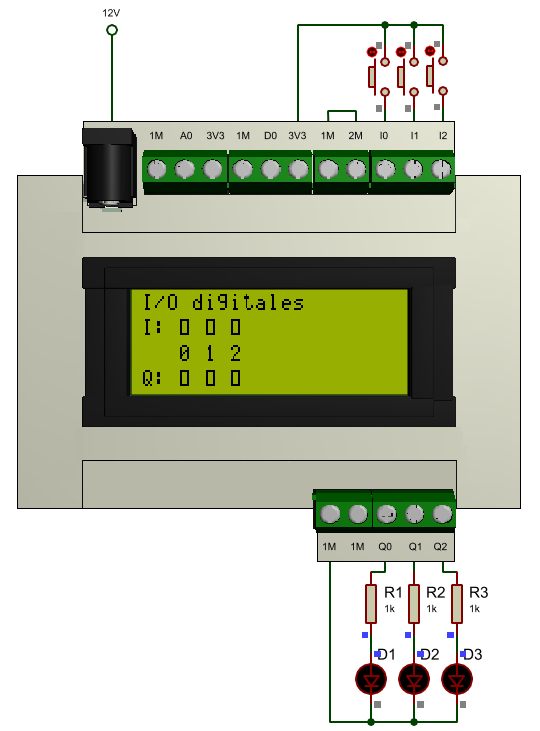 12V
1M A0 3V3 1M D0 3V3 1M 2M I0 I1 I2
I/O digitales
I: 0 0 0
0 1 2
Q: 0 0 0
1M 1M Q0 Q1 Q2
R1 R2 R3
1k 1k 1k
D1 D2 D3